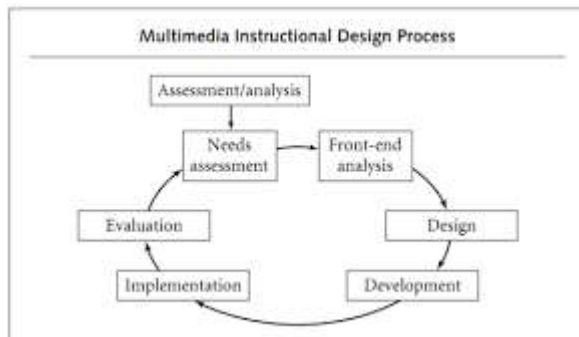 Multimedia Instructional Design Process
Assessment/analysis
Needs
assessment
Front-end
analysis
Evaluation
Design
Implementation
Development